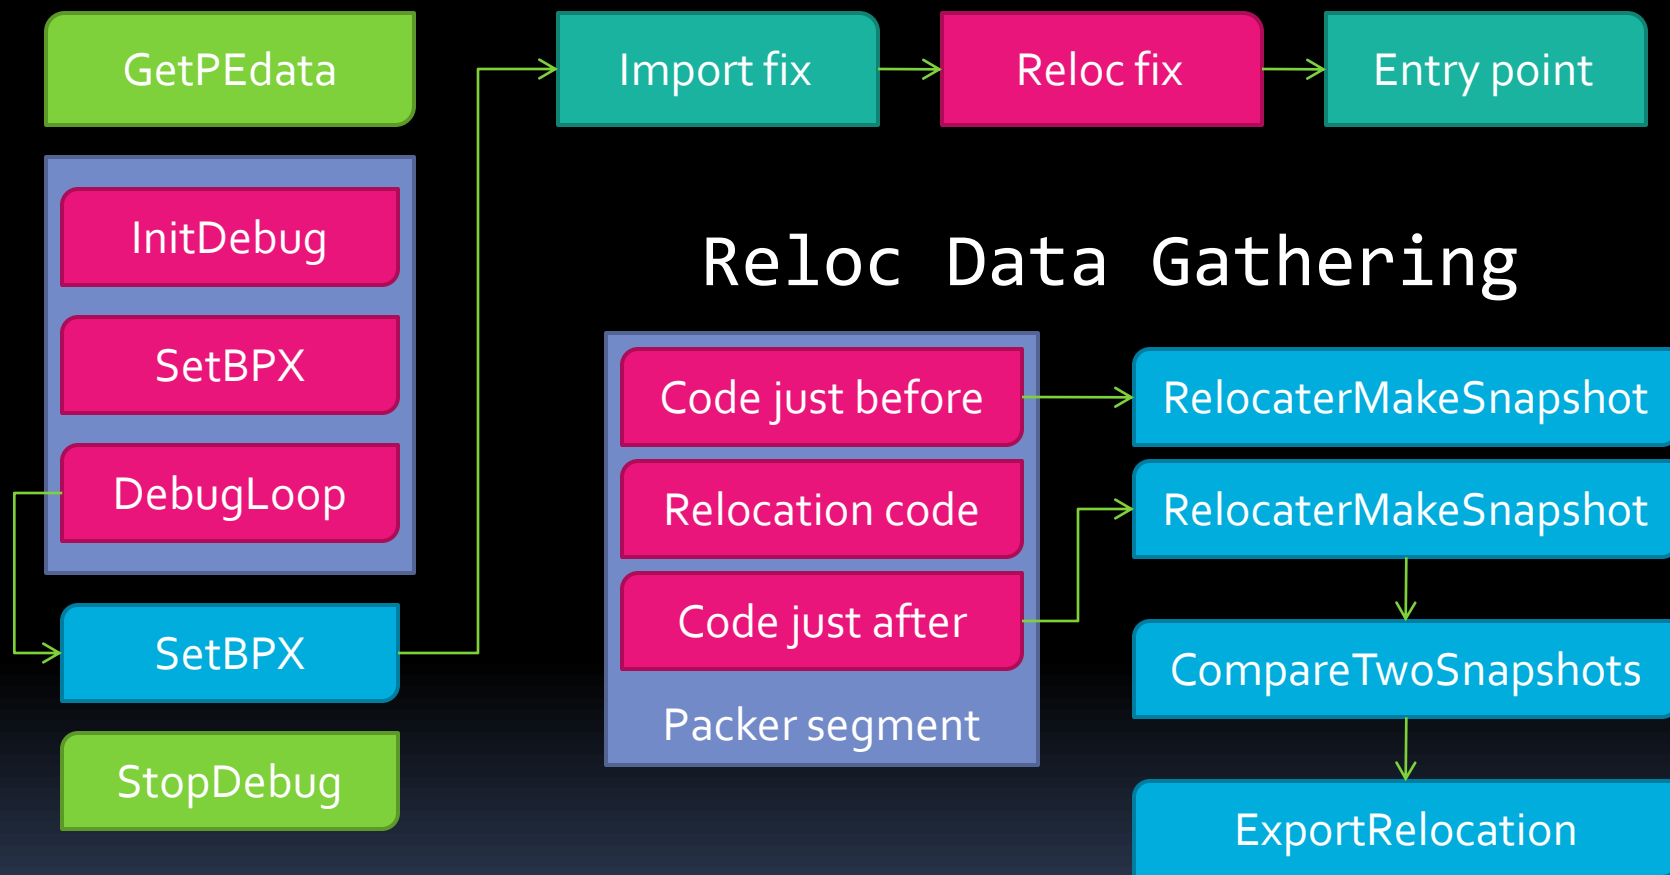 GetPEdata
InitDebug
SetBPX
DebugLoop
SetBPX
StopDebug
Import fix
Reloc fix
Entry point
Reloc Data Gathering
Code just before
Relocation code
Code just after
Packer segment
RelocaterMakeSnapshot
RelocaterMakeSnapshot
CompareTwoSnapshots
ExportRelocation